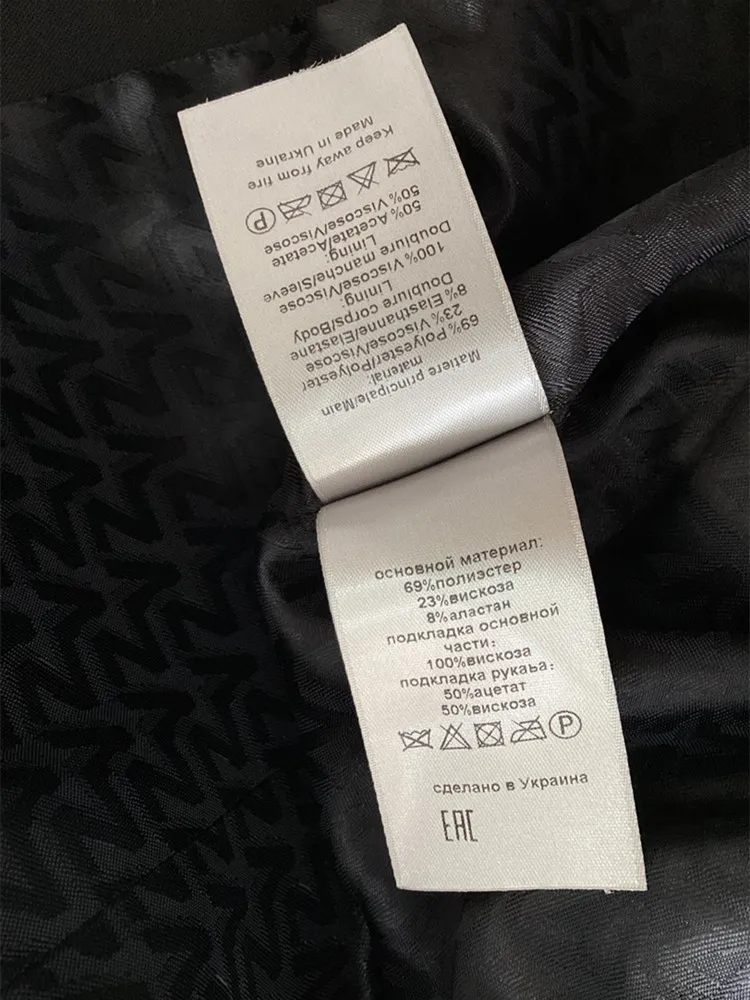 Matiere principale/Main
material:
69% Polyester/Polyester
23% Viscose/Viscose
8% Elasthanne/Elastane
Doublure corps/Body
Lining:
100% Viscose/Viscose
Doublure manche/Sleeve
Lining:
50% Acetate/Acetate
50% Viscose/Viscose
P
Keep away from fire
Made in Ukraine
основной материал:
69%полиэстер
23%вискоза
8%аластан
подкладка основной
части:
100%вискоза
подкладка рукаьа:
50%ацетат
50%вискоза
P
сделано в Украина
EAC